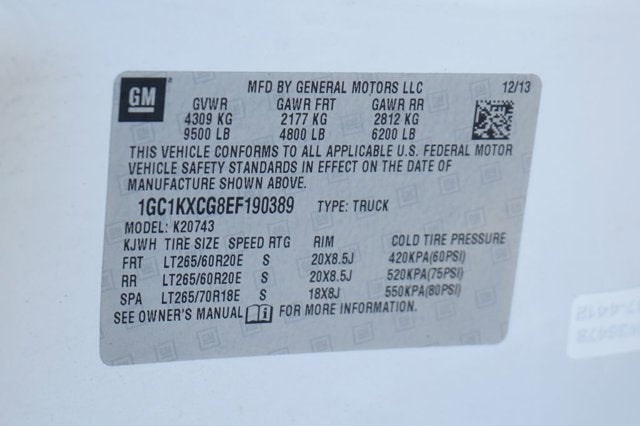 GM
MFD BY GENERAL MOTORS LLC 12/13
GVWR GAWR FRT GAWR RR
4309 KG 2177 KG 2812 KG
9500 LB 4800 LB 6200 LB
THIS VEHICLE CONFORMS TO ALL APPLICABLE U.S. FEDERAL MOTOR
VEHICLE SAFETY STANDARDS IN EFFECT ON THE DATE OF
MANUFACTURE SHOWN ABOVE.
1GC1KXCG8EF190389 TYPE: TRUCK
MODEL: K20743
KJWH TIRE SIZE SPEED RTG RIM COLD TIRE PRESSURE
FRT LT265/60R20E S 20X8.5J 420KPA(60PSI)
RR LT265/60R20E S 20X8.5J 520KPA(75PSI)
SPA LT265/70R18E S 18X8J 550KPA(80PSI)
SEE OWNER'S MANUAL FOR MORE INFORMATION.